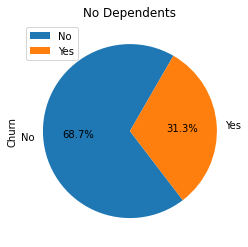 No Dependents
No
Yes
Churn
No
68.7%
31.3%
Yes